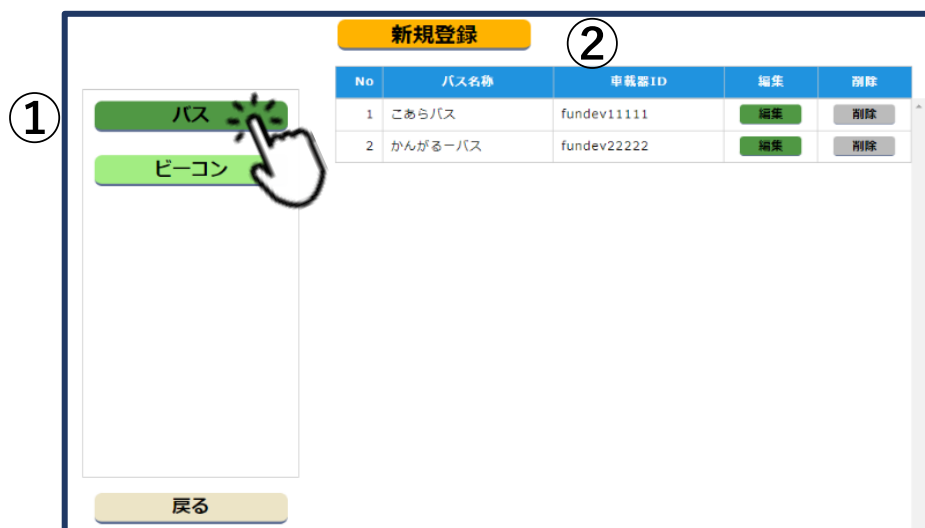 新規登録
②
①
バス
ビーコン
戻る
No バス名称 車載器ID 編集 削除
1 こあらバス fundev11111 編集 削除
2 かんがるーバス fundev22222 編集 削除